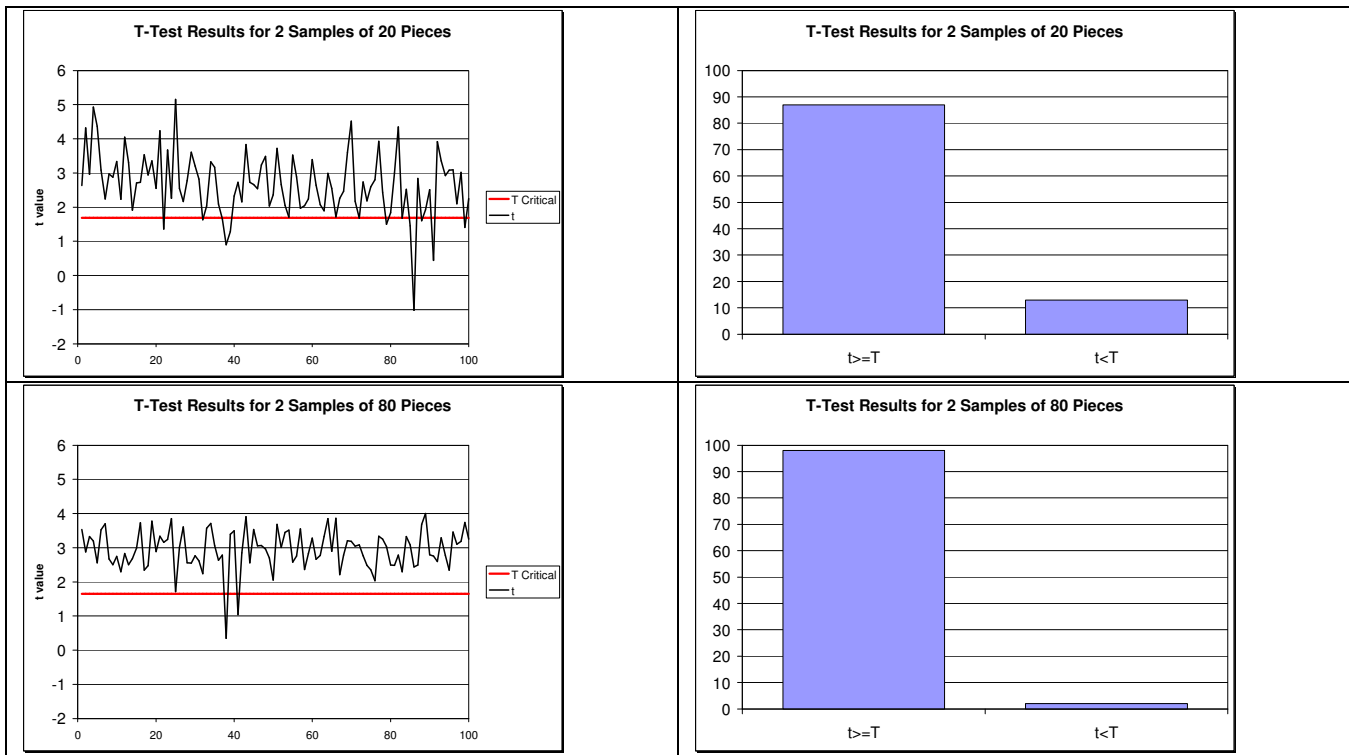 T-Test Results for 2 Samples of 20 Pieces
6
5
4
3
2
1
0
-1
-2
t value
0 20 40 60 80 100
T Critical
t
T-Test Results for 2 Samples of 20 Pieces
100
90
80
70
60
50
40
30
20
10
0
t>=T t<T
T-Test Results for 2 Samples of 80 Pieces
6
5
4
3
2
1
0
-1
-2
t value
0 20 40 60 80 100
T Critical
t
T-Test Results for 2 Samples of 80 Pieces
100
90
80
70
60
50
40
30
20
10
0
t>=T t<T